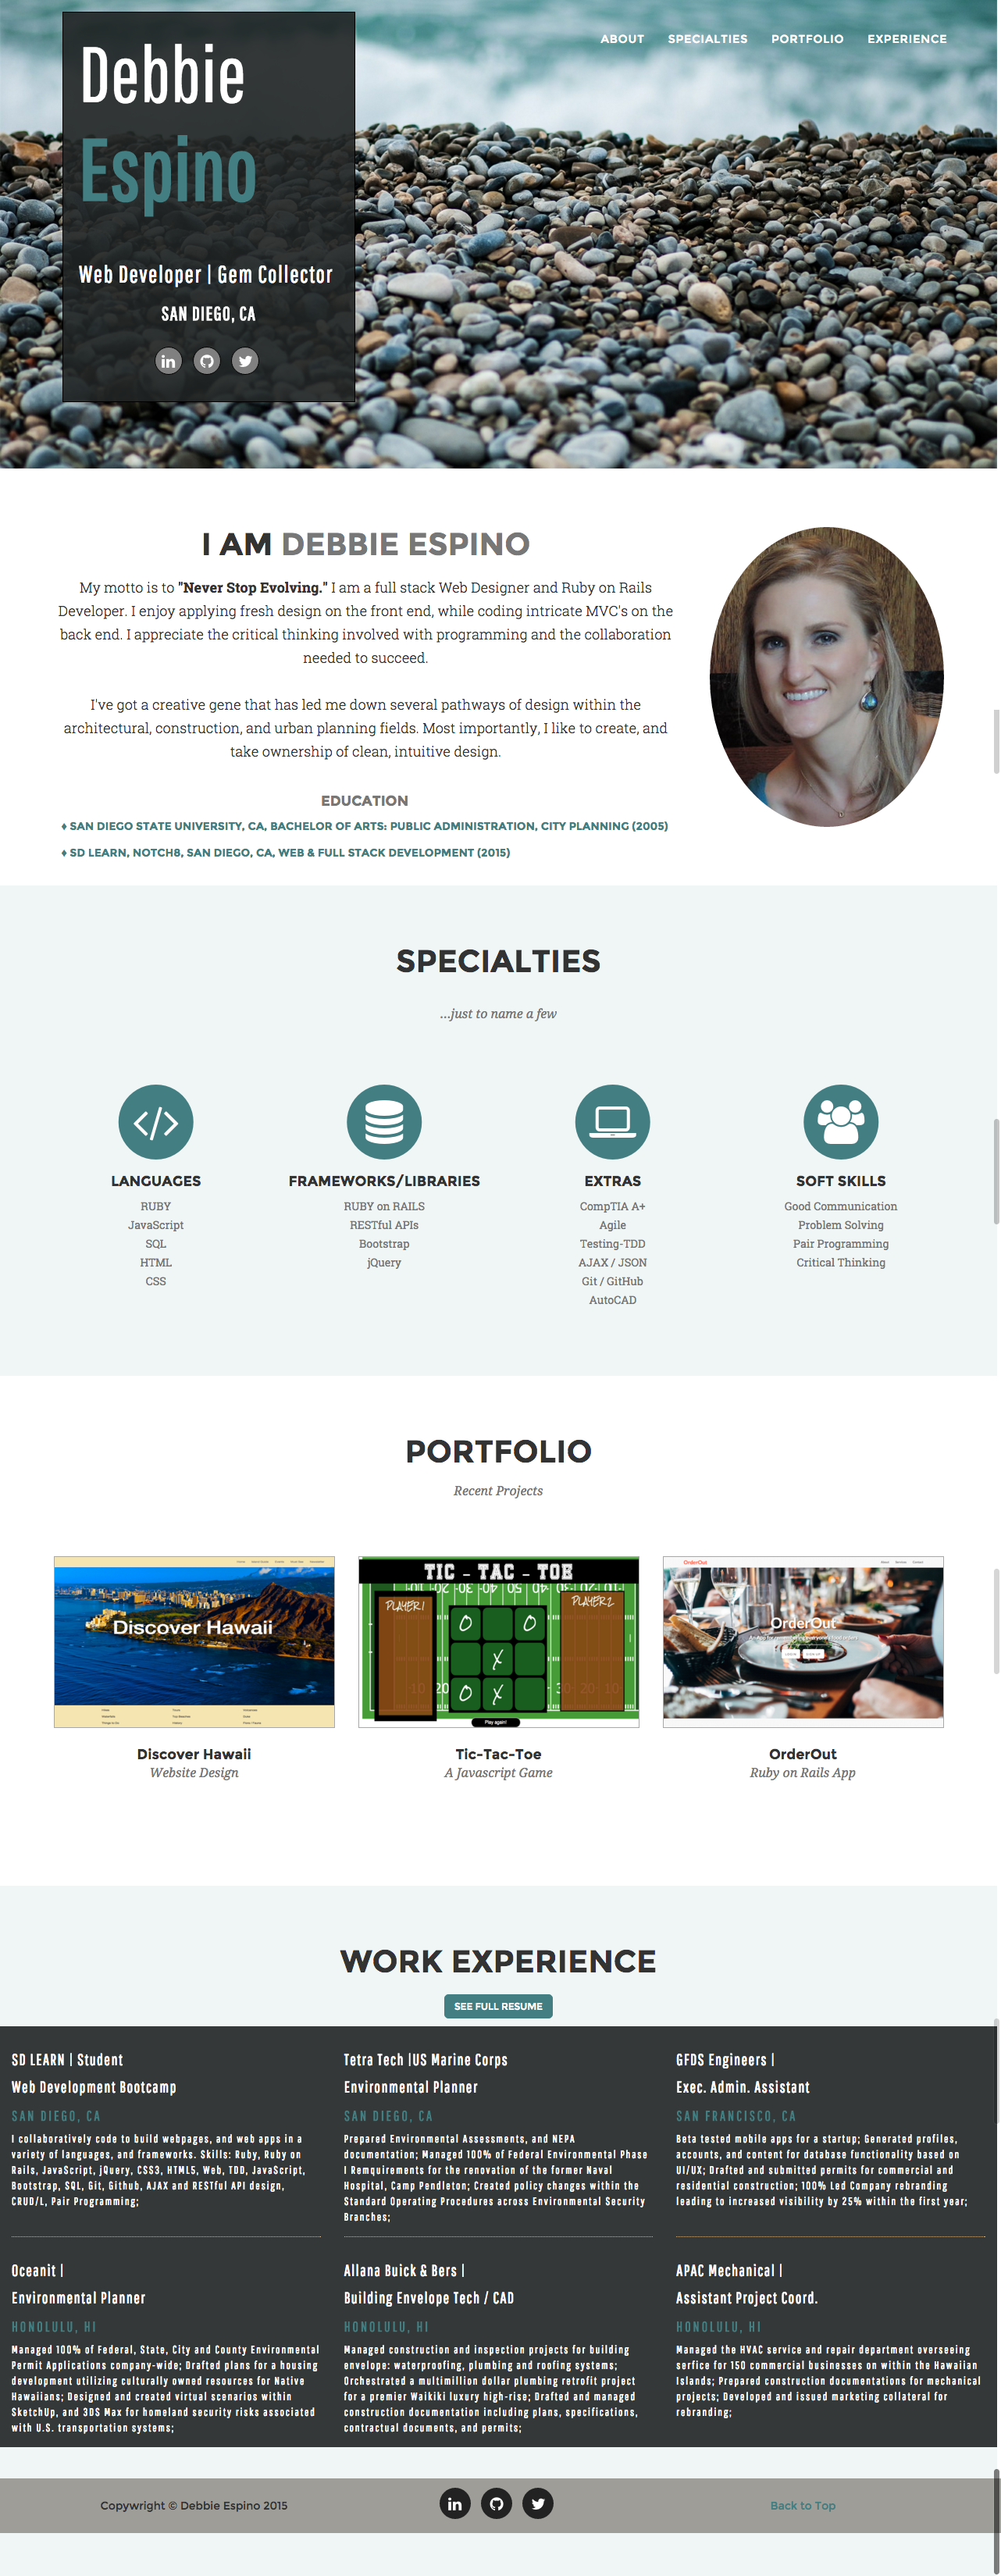 Debbie
Espino
Web Developer | Gem Collector
SAN DIEGO, CA
ABOUT SPECIALTIES PORTFOLIO EXPERIENCE
I AM DEBBIE ESPINO
My motto is to "Never Stop Evolving." I am a full stack Web Designer and Ruby on Rails
Developer. I enjoy applying fresh design on the front end, while coding intricate MVC's on the
back end. I appreciate the critical thinking involved with programming and the collaboration
needed to succeed.
I've got a creative gene that has led me down several pathways of design within the
architectural, construction, and urban planning fields. Most importantly, I like to create, and
take ownership of clean, intuitive design.
EDUCATION
♦ SAN DIEGO STATE UNIVERSITY, CA, BACHELOR OF ARTS: PUBLIC ADMINISTRATION, CITY PLANNING (2005)
♦ SD LEARN, NOTCH8, SAN DIEGO, CA, WEB & FULL STACK DEVELOPMENT (2015)
SPECIALTIES
...just to name a few
LANGUAGES
RUBY
JavaScript
SQL
HTML
CSS
FRAMEWORKS/LIBRARIES
RUBY on RAILS
RESTful APIs
Bootstrap
jQuery
EXTRAS
CompTIA A+
Agile
Testing-TDD
AJAX / JSON
Git / GitHub
AutoCAD
SOFT SKILLS
Good Communication
Problem Solving
Pair Programming
Critical Thinking
PORTFOLIO
Recent Projects
Discover Hawaii
TIC - TAC - TOE
PLAYER1
PLAYER2
O O
X
O X
Play again!
OrderOut
OrderOut
Discover Hawaii
Website Design
Tic-Tac-Toe
A Javascript Game
OrderOut
Ruby on Rails App
WORK EXPERIENCE
SEE FULL RESUME
SD LEARN | Student
Web Development Bootcamp
SAN DIEGO, CA
I collaboratively code to build webpages, and web apps in a
variety of languages, and frameworks. Skills: Ruby, Ruby on
Rails, JavaScript, jQuery, CSS3, HTML5, Web, TDD, JavaScript,
Bootstrap, SQL, Git, Github, AJAX and RESTful API design,
CRUD/L, Pair Programming;
Tetra Tech |US Marine Corps
Environmental Planner
SAN DIEGO, CA
Prepared Environmental Assessments, and NEPA
documentation; Managed 100% of Federal Environmental Phase
I Remquirements for the renovation of the former Naval
Hospital, Camp Pendleton; Created policy changes within the
Standard Operating Procedures across Environmental Security
Branches;
GFDS Engineers |
Exec. Admin. Assistant
SAN FRANCISCO, CA
Beta tested mobile apps for a startup; Generated profiles,
accounts, and content for database functionality based on
UI/UX; Drafted and submitted permits for commercial and
residential construction; 100% Led Company rebranding
leading to increased visibility by 25% within the first year;
Oceanit |
Environmental Planner
HONOLULU, HI
Managed 100% of Federal, State, City and County Environmental
Permit Applications company-wide; Drafted plans for a housing
development utilizing culturally owned resources for Native
Hawaiians; Designed and created virtual scenarios within
SketchUp, and 3DS Max for homeland security risks associated
with U.S. transportation systems;
Allana Buick & Bers |
Building Envelope Tech / CAD
HONOLULU, HI
Managed construction and inspection projects for building
envelope: waterproofing, plumbing and roofing systems;
Orchestrated a multimillion dollar plumbing retrofit project
for a premier Waikiki luxury high-rise; Drafted and managed
construction documentation including plans, specifications,
contractual documents, and permits;
APAC Mechanical |
Assistant Project Coord.
HONOLULU, HI
Managed the HVAC service and repair department overseeing
serfice for 150 commercial businesses on within the Hawaiian
Islands; Prepared construction documentations for mechanical
projects; Developed and issued marketing collateral for
rebranding;
Copywright © Debbie Espino 2015
Back to Top